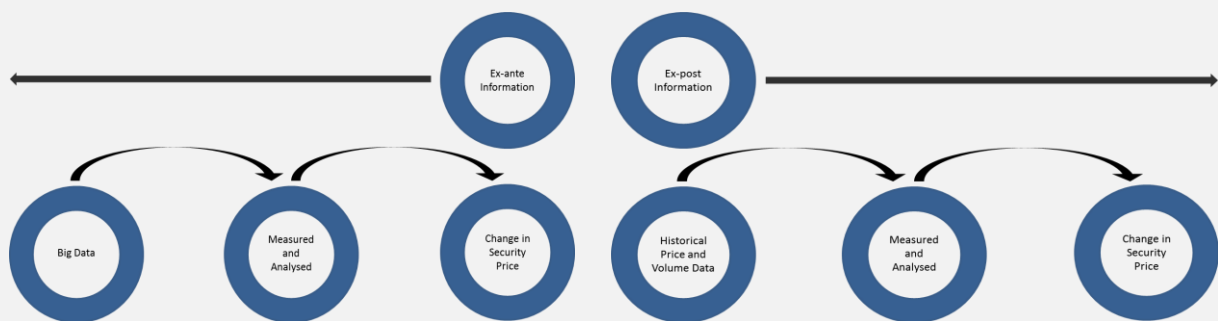 Ex-ante
Information
Ex-post
Information
Big Data
Measured
and
Analysed
Change in
Security
Price
Historical
Price and
Volume Data
Measured
and
Analysed
Change in
Security
Price